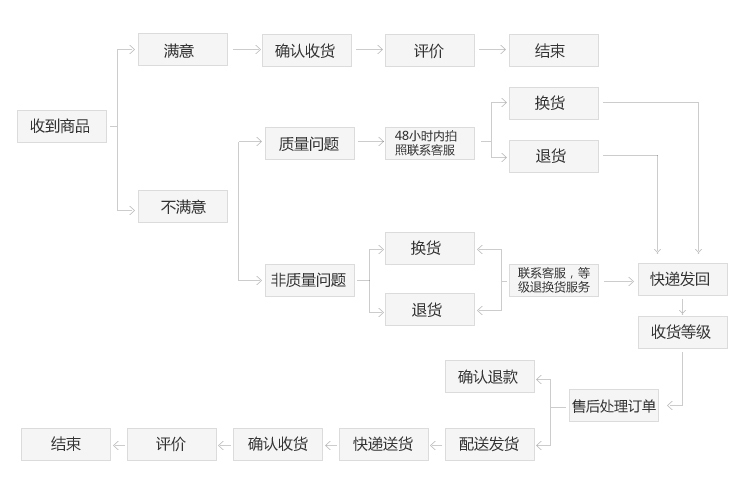 满意
确认收货
评价
结束
收到商品
换货
质量问题
48小时内拍
照联系客服
退货
不满意
换货
非质量问题
联系客服，等
级退换货服务
快递发回
退货
收货等级
确认退款
售后处理订单
结束
评价
确认收货
快递送货
配送发货